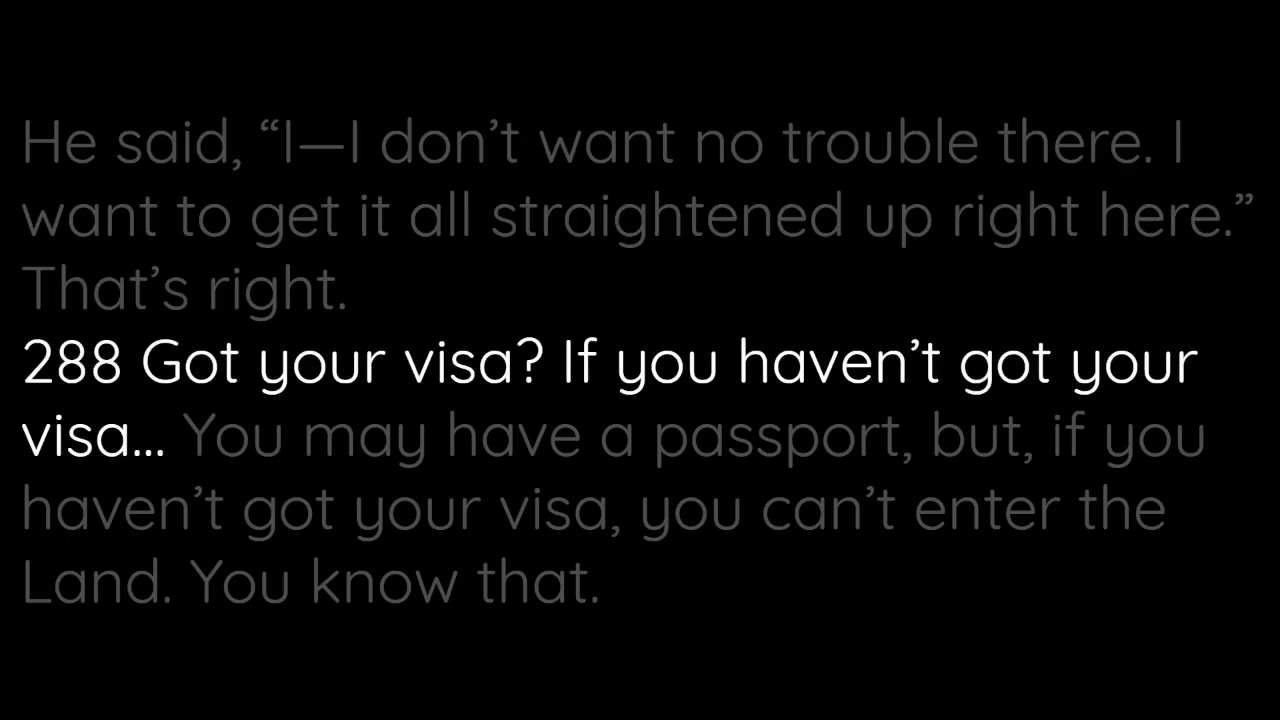 He said, “I—I don’t want no trouble there. I
want to get it all straightened up right here.”
That’s right.
288 Got your visa? If you haven’t got your
visa... You may have a passport, but, if you
haven’t got your visa, you can’t enter the
Land. You know that.